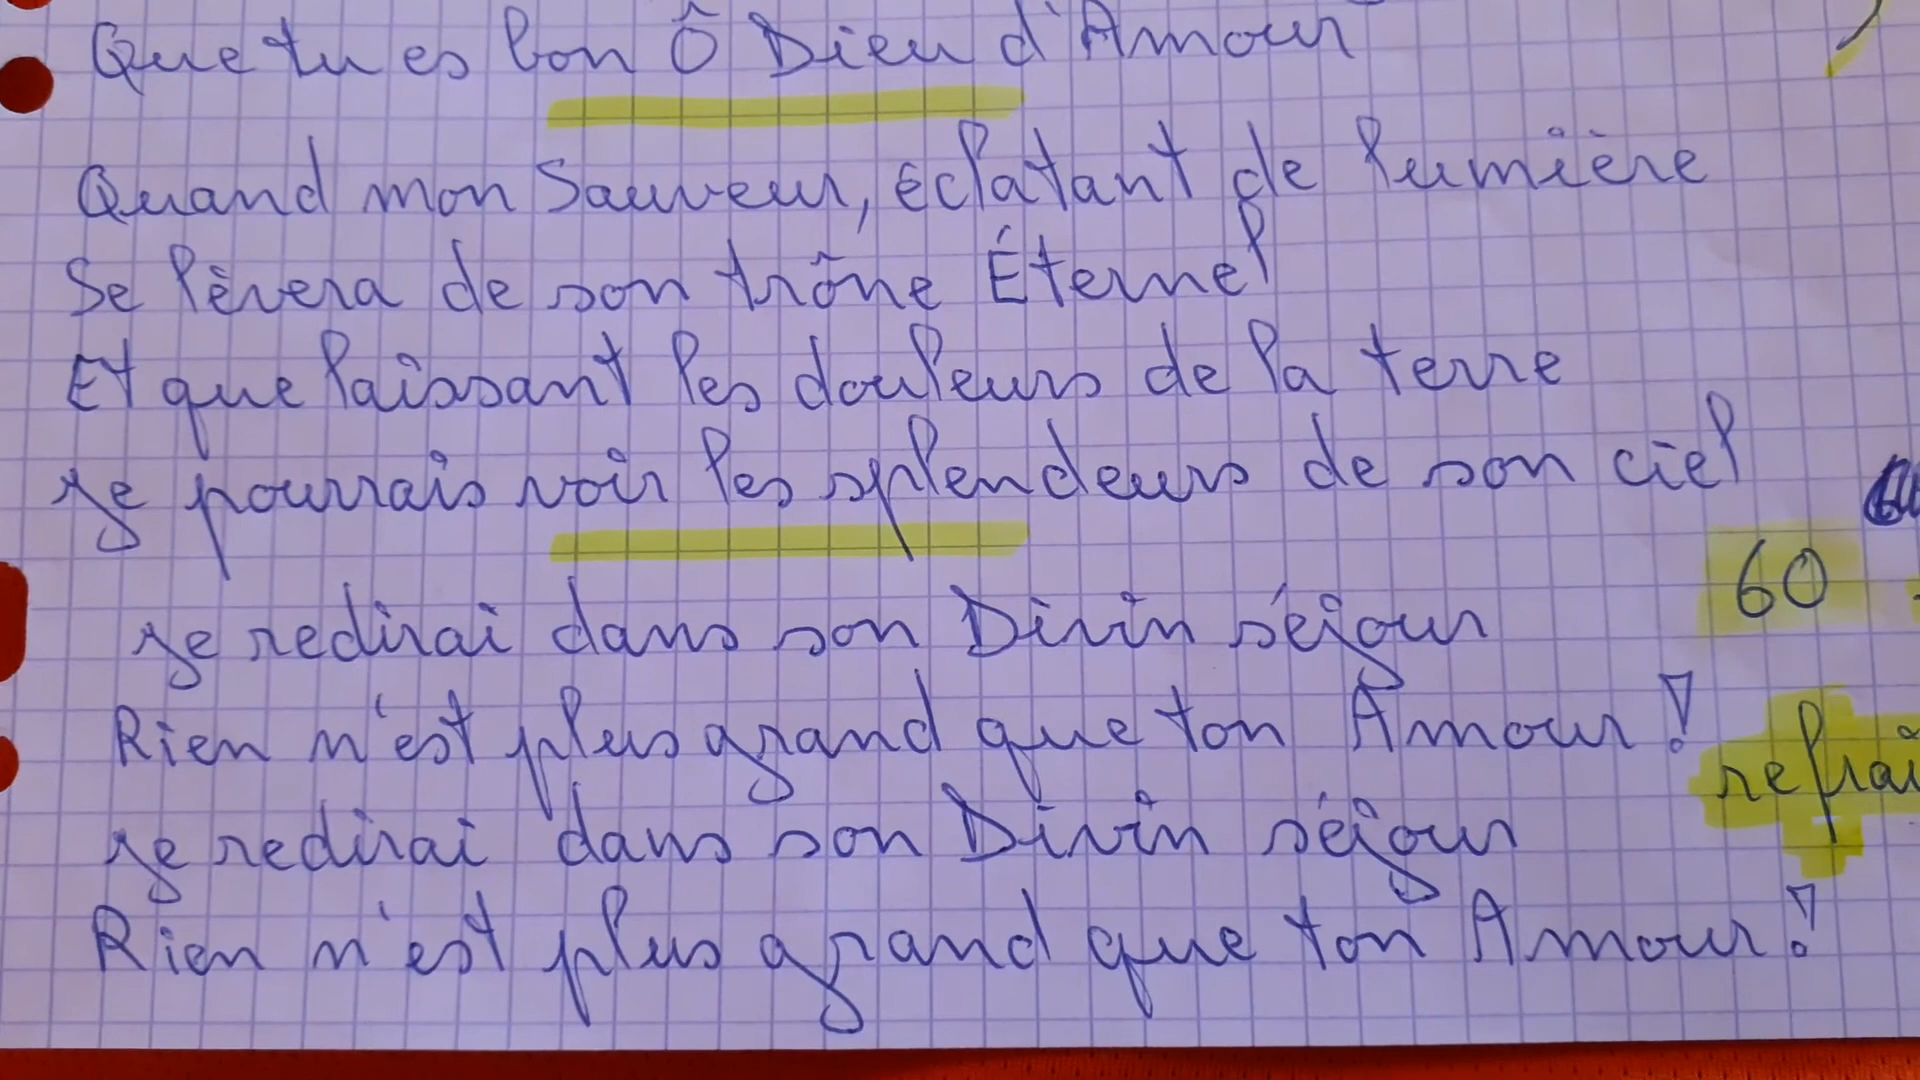 Que tu es bon Ô Dieu d'Amour
Quand mon Sauveur, éclatant de lumière
Se lèvera de son trône Éternel
Et que laissant les douleurs de la terre
Je pourrais voir les splendeurs de son ciel
60
Je redirai dans son Divin séjour
Rien n'est plus grand que ton Amour !
refrai
Je redirai dans son Divin séjour
Rien n'est plus grand que ton Amour !